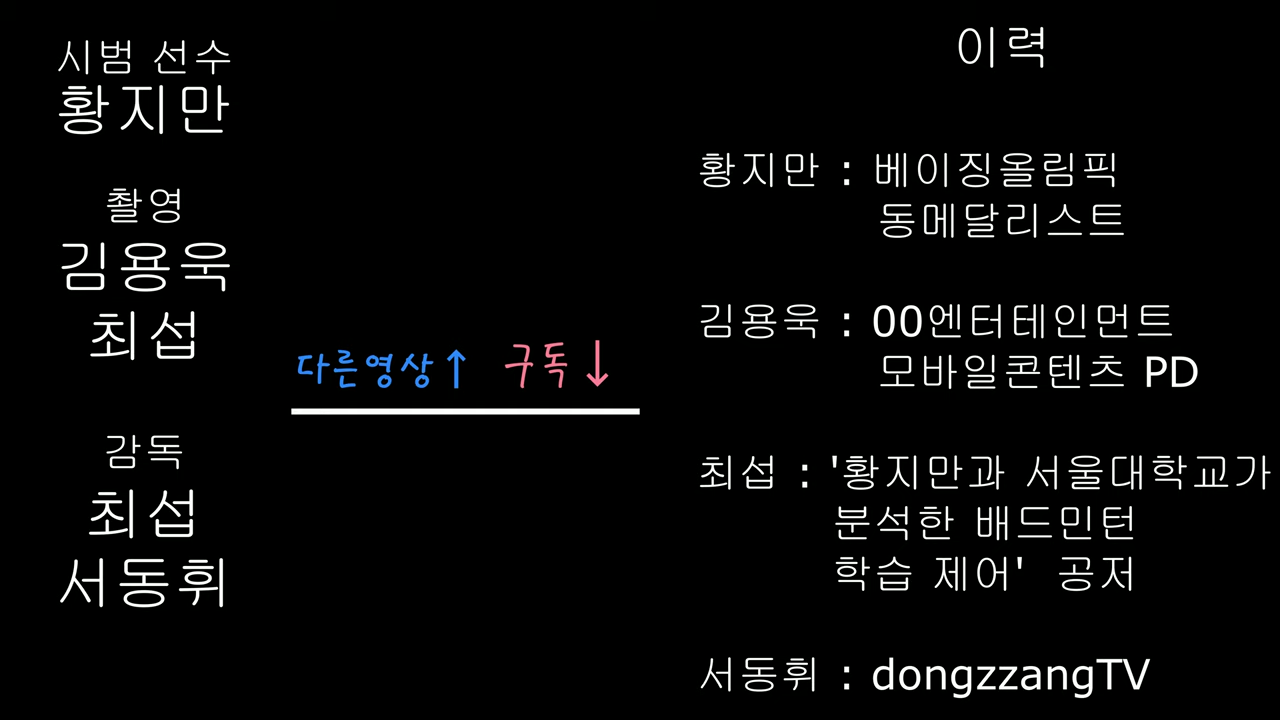 시범 선수
황지만
촬영
김용욱
최섭
감독
최섭
서동휘
다른영상↑ 구독↓
이력
황지만 : 베이징올림픽
동메달리스트
김용욱 : 00엔터테인먼트
모바일콘텐츠 PD
최섭 : '황지만과 서울대학교가
분석한 배드민턴
학습 제어' 공저
서동휘 : dongzzangTV